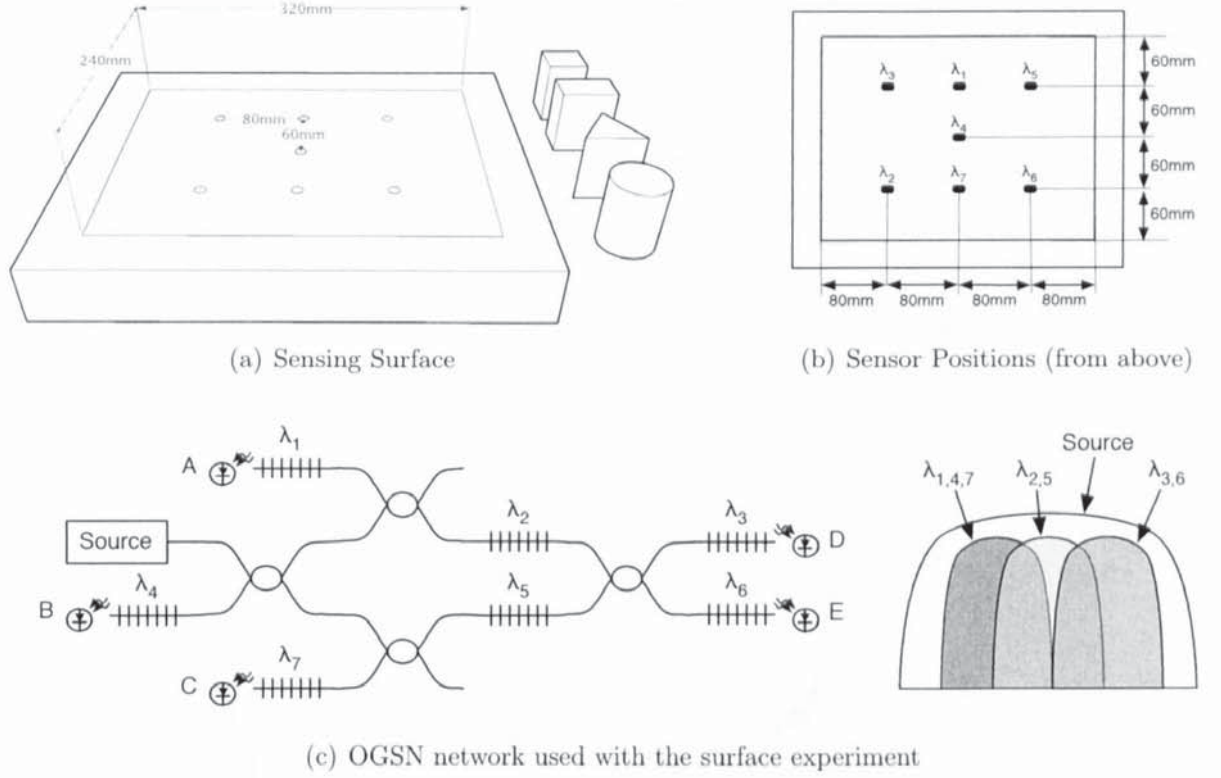 320mm
240mm
80mm
60mm
(a) Sensing Surface
λ3 λ1 λ5
λ4
λ2 λ7 λ6
60mm
60mm
60mm
60mm
80mm 80mm 80mm 80mm
(b) Sensor Positions (from above)
A λ1
Source
λ2 λ3 D
B λ4
λ5 λ6 E
C λ7
Source
λ1,4,7 λ2,5 λ3,6
(c) OGSN network used with the surface experiment